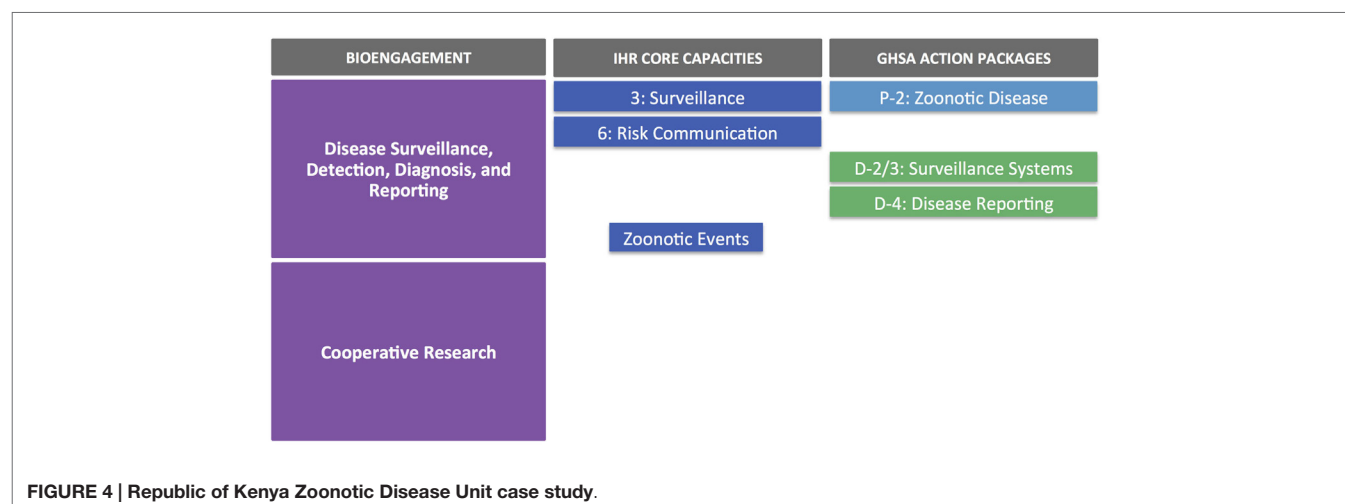 BIOENGAGEMENT
IHR CORE CAPACITIES
GHSA ACTION PACKAGES
Disease Surveillance,
Detection, Diagnosis, and
Reporting
3: Surveillance
6: Risk Communication
Zoonotic Events
P-2: Zoonotic Disease
D-2/3: Surveillance Systems
D-4: Disease Reporting
Cooperative Research
FIGURE 4 | Republic of Kenya Zoonotic Disease Unit case study.